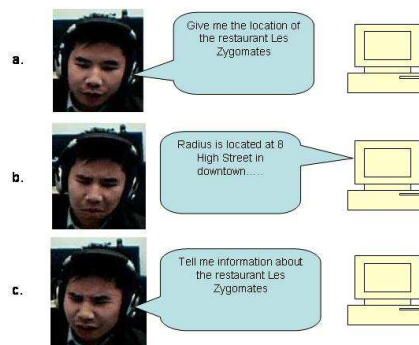 a.
Give me the location of
the restaurant Les
Zygomates
b.
Radius is located at 8
High Street in
downtown.....
c.
Tell me information about
the restaurant Les
Zygomates